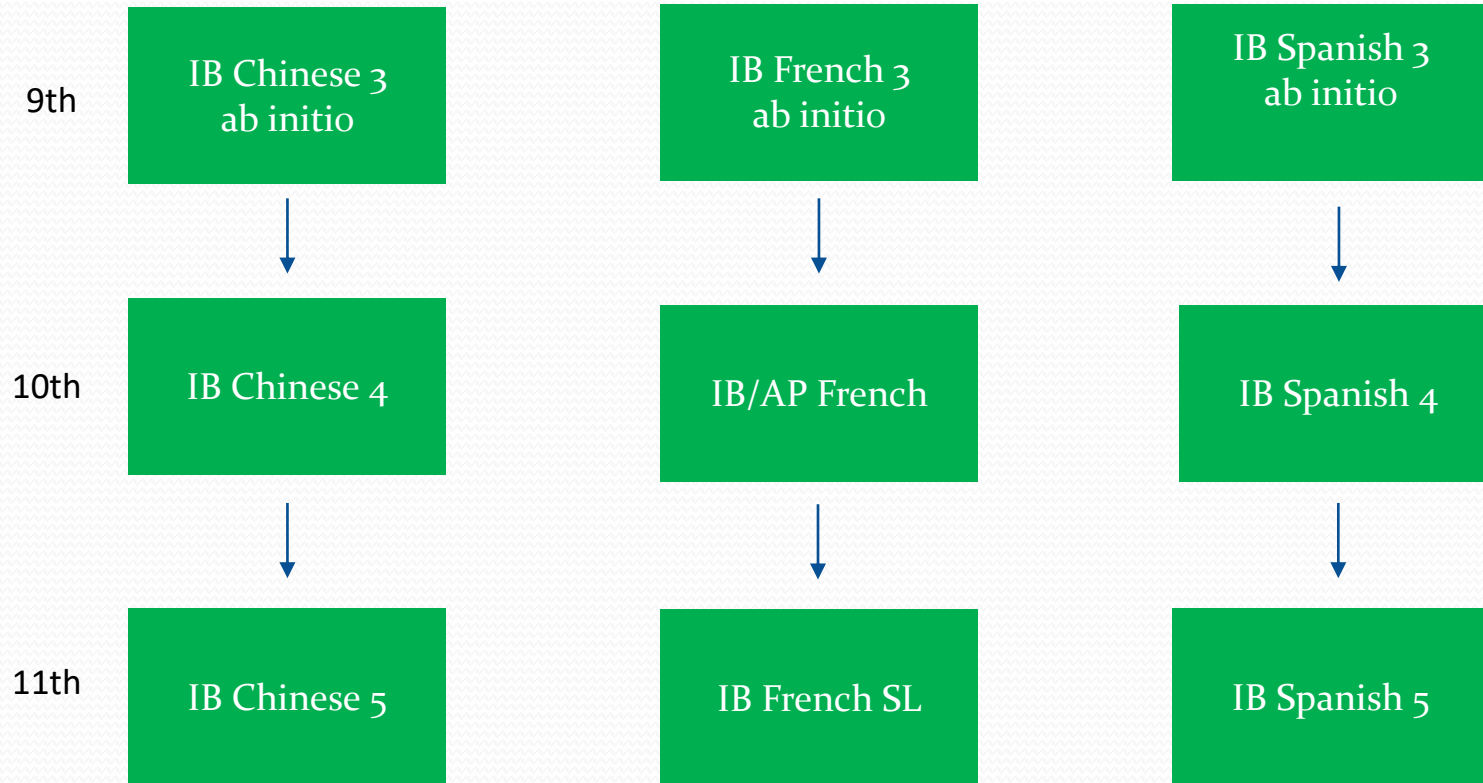 9th
IB Chinese 3
ab initio
IB French 3
ab initio
IB Spanish 3
ab initio
10th
IB Chinese 4
IB/AP French
IB Spanish 4
11th
IB Chinese 5
IB French SL
IB Spanish 5